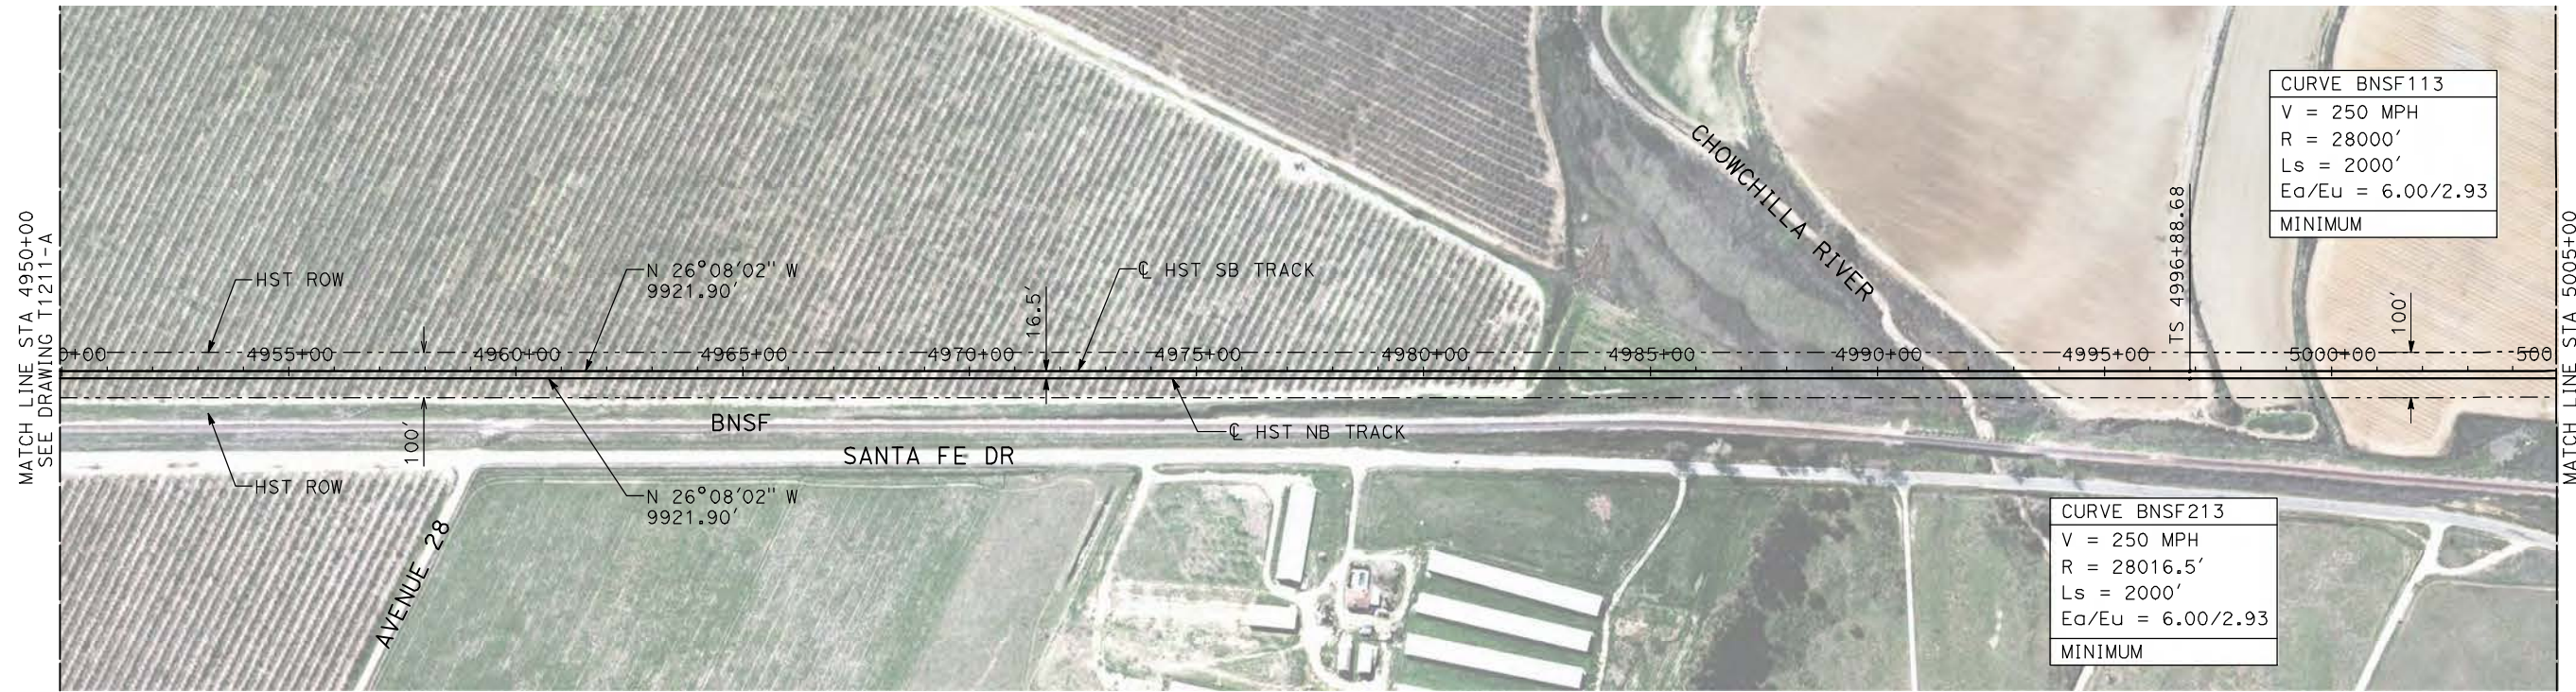 MATCH LINE STA 4950+00
SEE DRAWING T1211-A
HST ROW
N 26°08'02" W
9921.90'
℄ HST SB TRACK
16.5'
CHOWCHILLA RIVER
TS 4996+88.68
CURVE BNSF113
V = 250 MPH
R = 28000'
Ls = 2000'
Ea/Eu = 6.00/2.93
MINIMUM
100'
MATCH LINE STA 5005+00
0+00
4955+00
4960+00
4965+00
4970+00
4975+00
4980+00
4985+00
4990+00
4995+00
5000+00
500
100'
BNSF
℄ HST NB TRACK
SANTA FE DR
HST ROW
N 26°08'02" W
9921.90'
AVENUE 28
CURVE BNSF213
V = 250 MPH
R = 28016.5'
Ls = 2000'
Ea/Eu = 6.00/2.93
MINIMUM